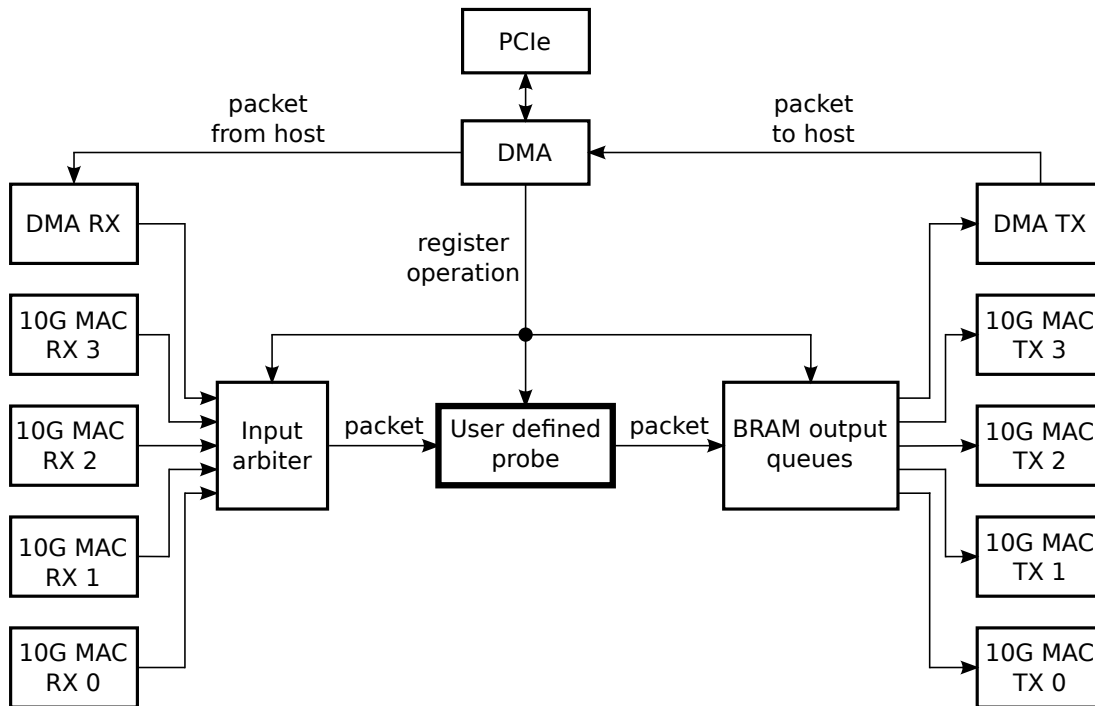 PCIe
packet
from host
packet
to host
DMA
DMA RX
DMA TX
register
operation
10G MAC
RX 3
10G MAC
TX 3
10G MAC
RX 2
Input
arbiter
packet
User defined
probe
packet
BRAM output
queues
10G MAC
TX 2
10G MAC
RX 1
10G MAC
TX 1
10G MAC
RX 0
10G MAC
TX 0